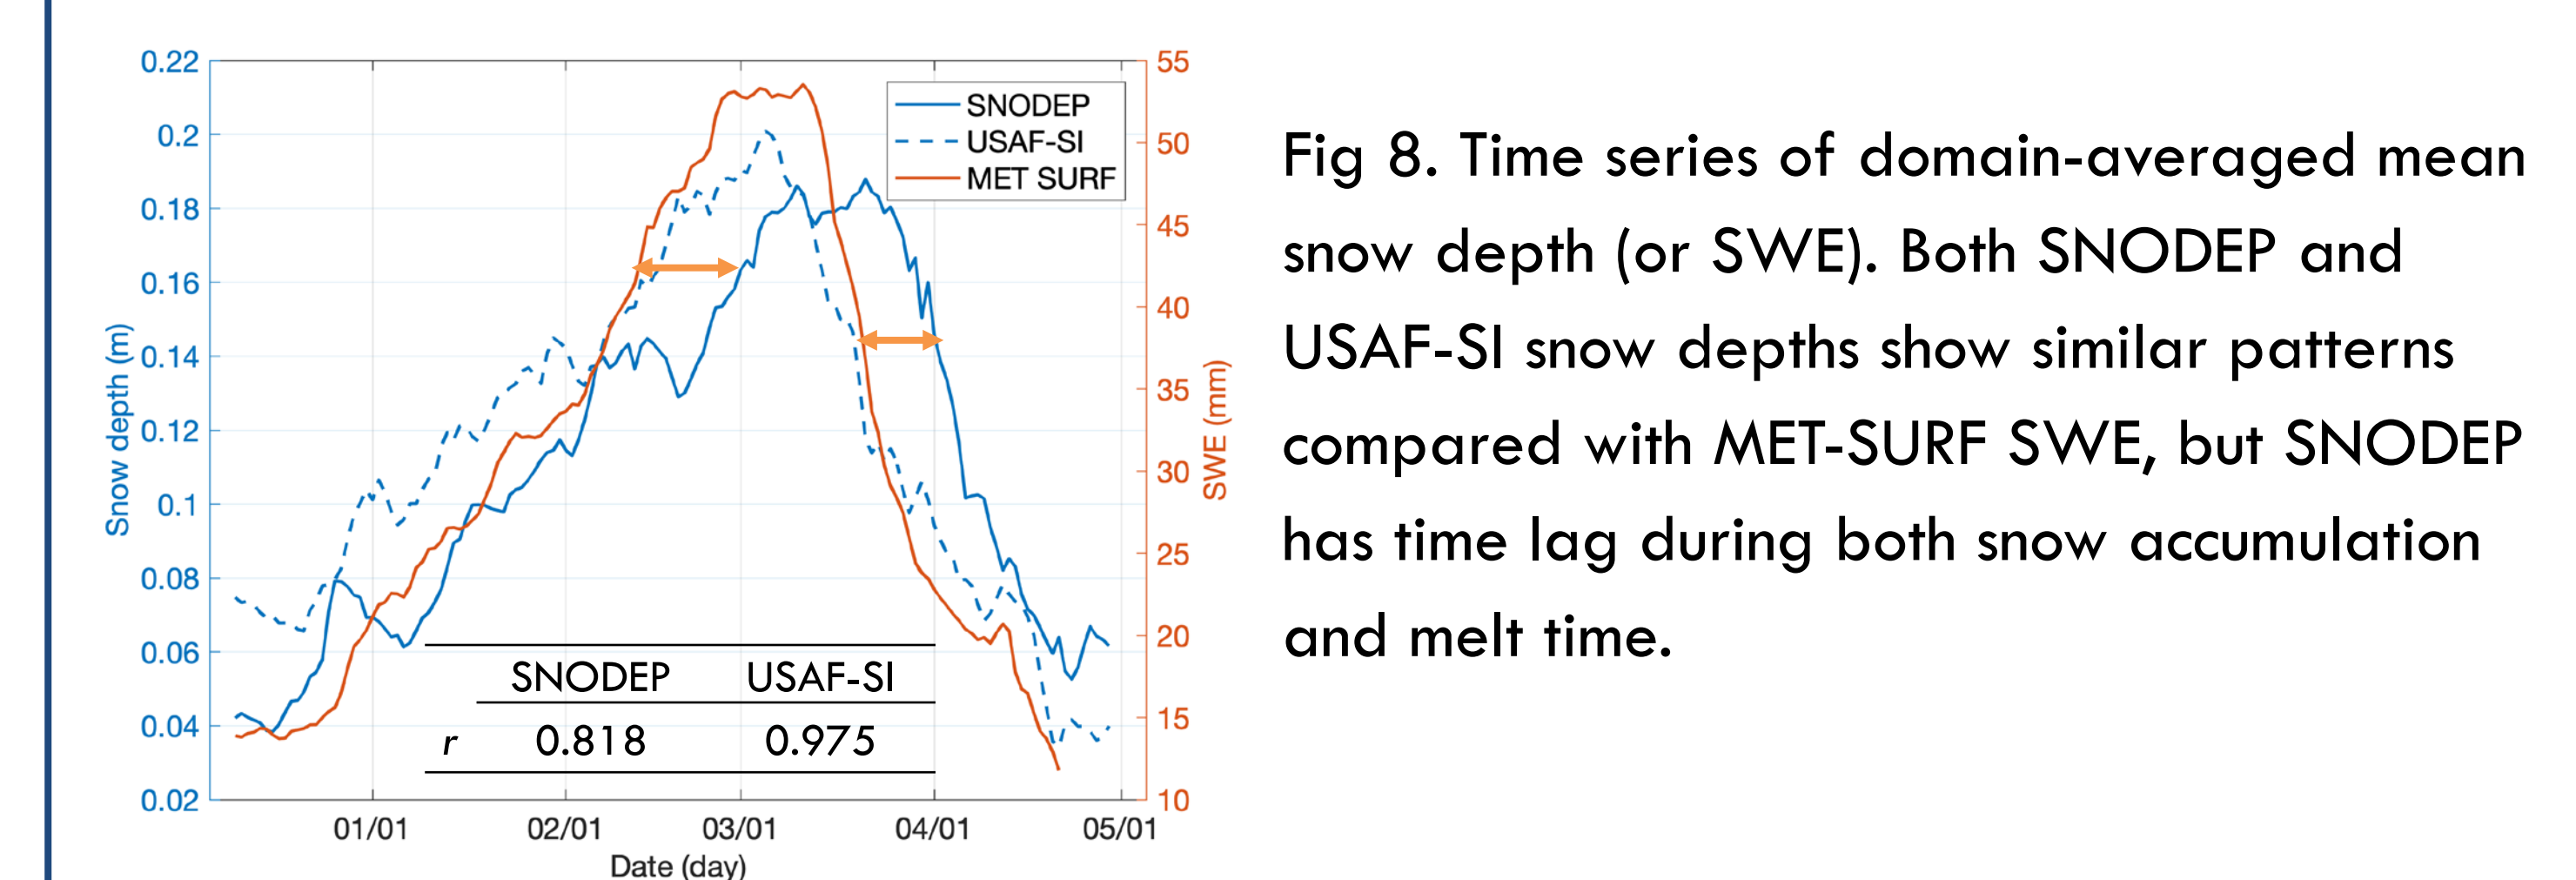 0.22
0.2
0.18
0.16
0.14
0.12
0.1
0.08
0.06
0.04
0.02
Snow depth (m)
55
50
45
40
35
30
25
20
15
10
SWE (mm)
SNODEP
USAF-SI
MET SURF
SNODEP USAF-SI
r 0.818 0.975
01/01 02/01 03/01 04/01 05/01
Date (day)
Fig 8. Time series of domain-averaged mean
snow depth (or SWE). Both SNODEP and
USAF-SI snow depths show similar patterns
compared with MET-SURF SWE, but SNODEP
has time lag during both snow accumulation
and melt time.